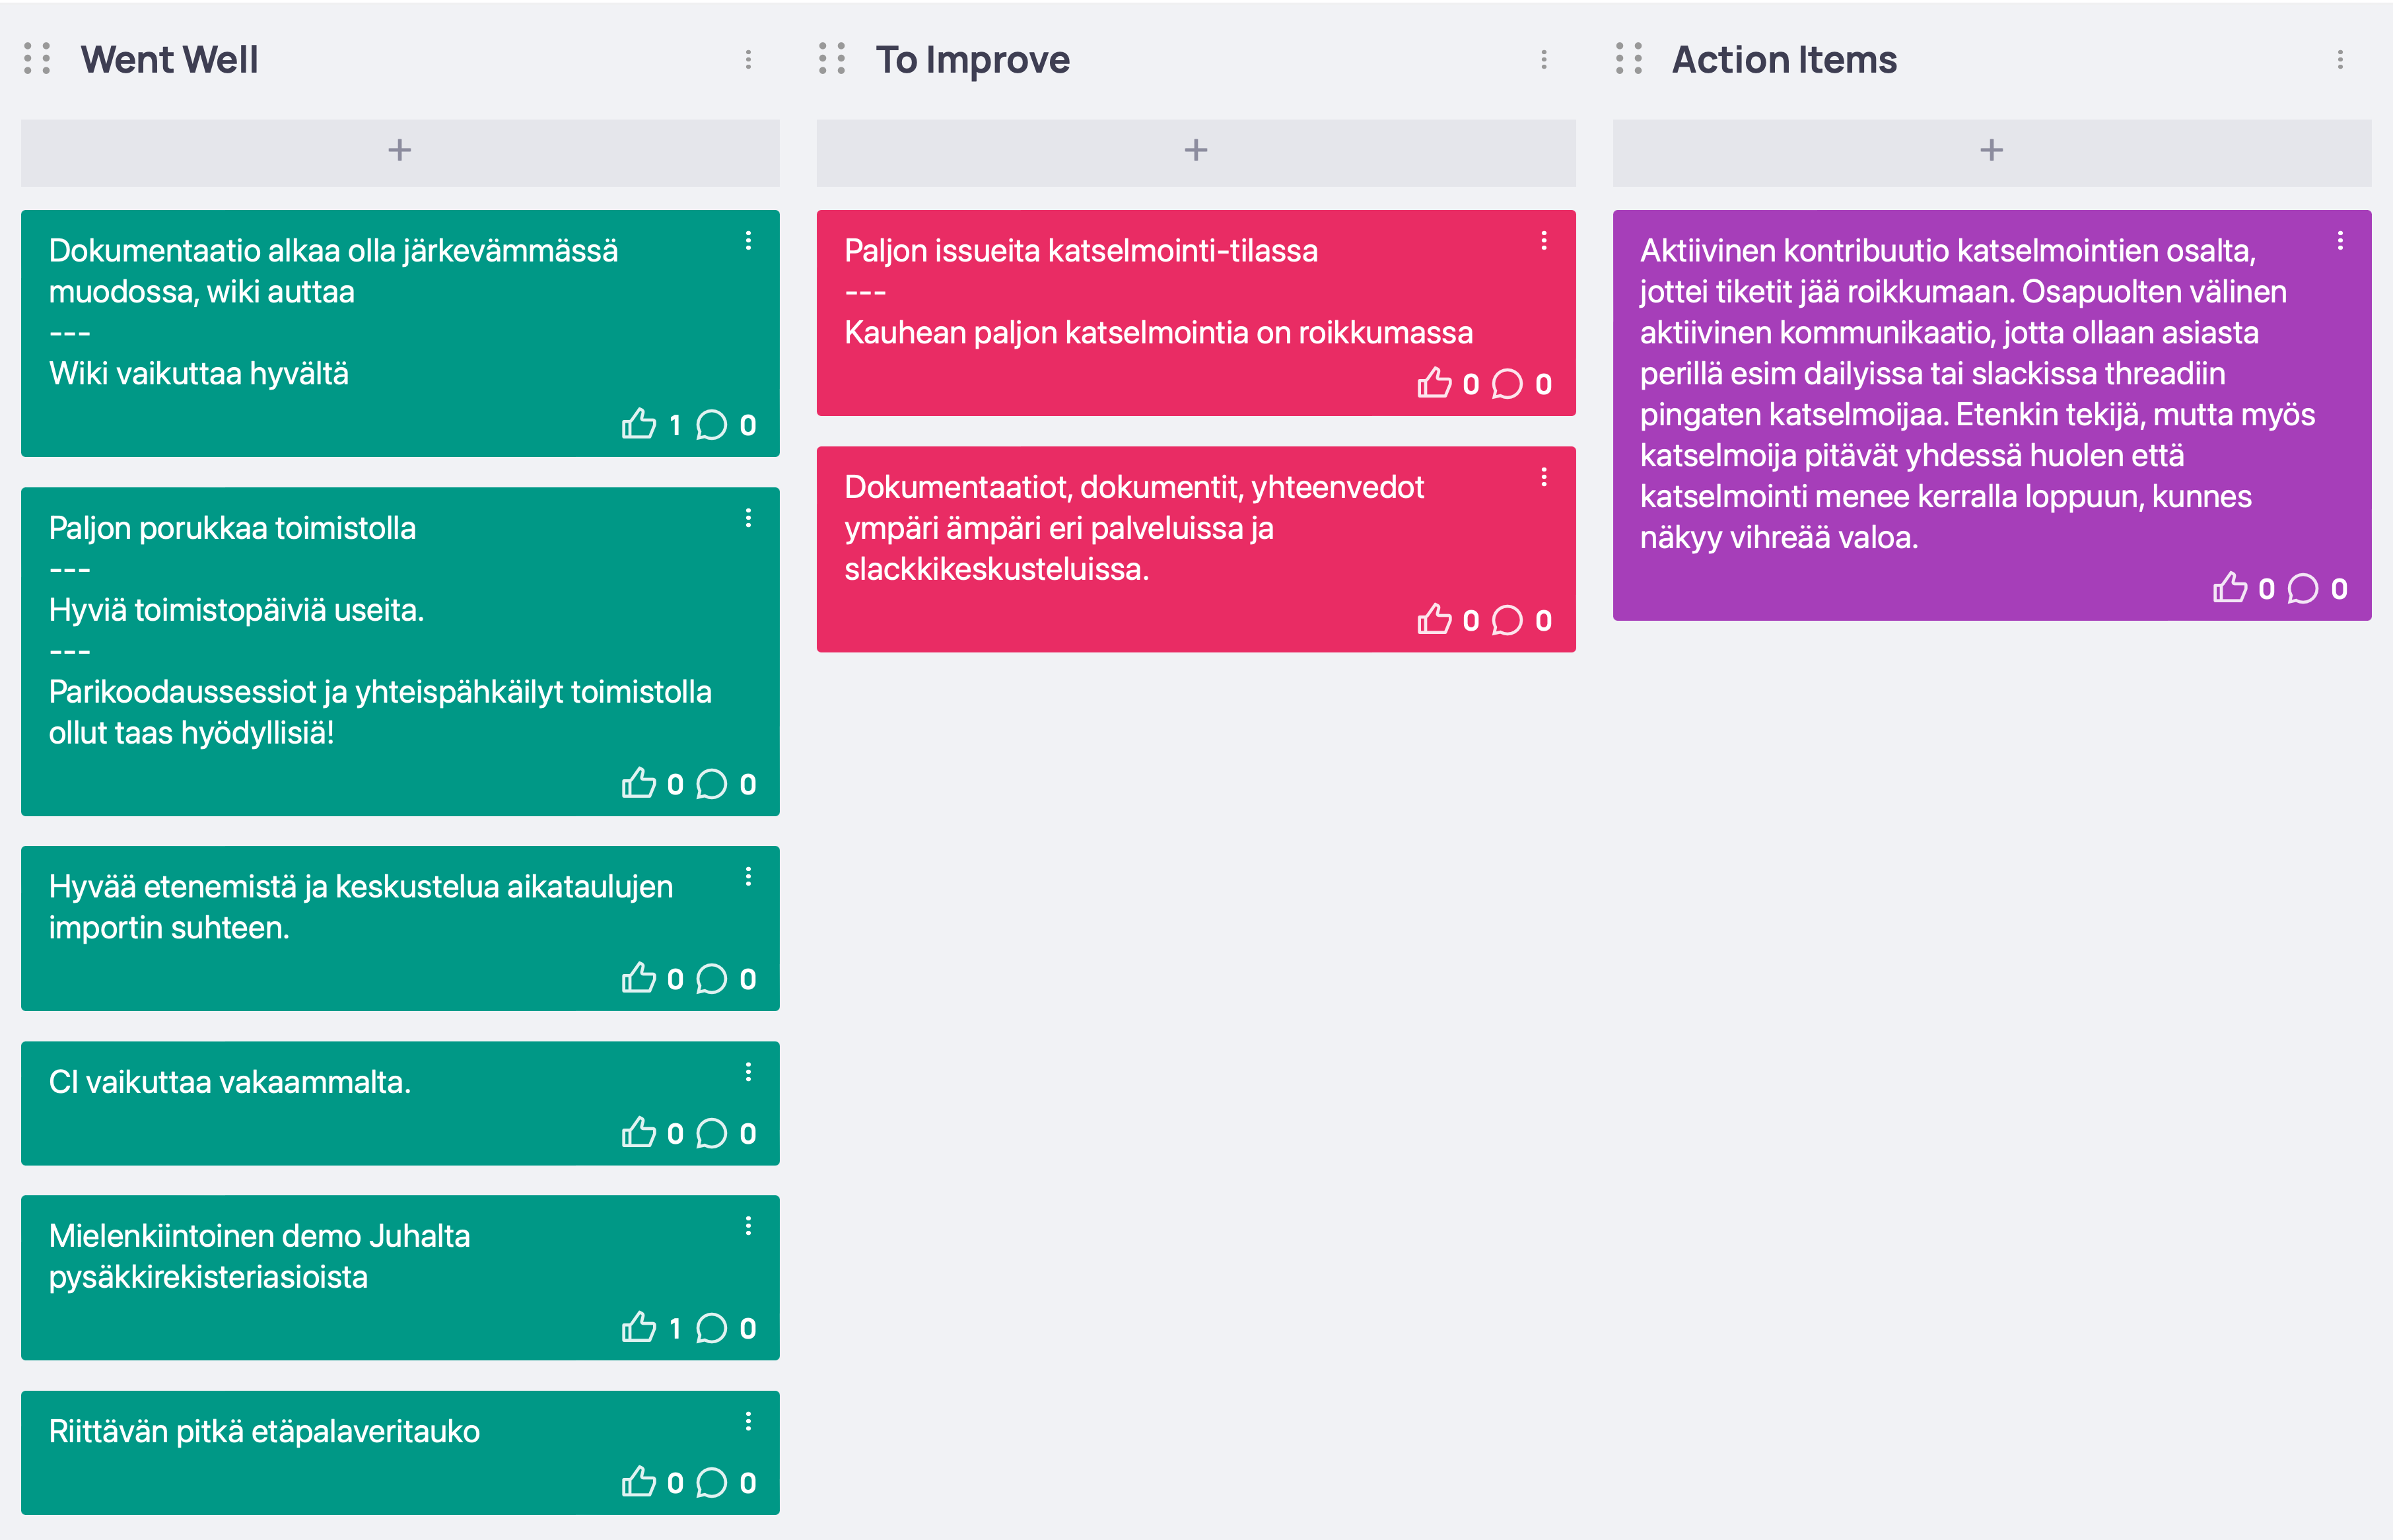 Went Well
+
Dokumentaatio alkaa olla järkevämmässä
muodossa, wiki auttaa
---
Wiki vaikuttaa hyvältä
1 0
Paljon porukkaa toimistolla
---
Hyviä toimistopäiviä useita.
---
Parikoodaussessiot ja yhteispähkäilyt toimistolla
ollut taas hyödyllisiä!
0 0
Hyvää etenemistä ja keskustelua aikataulujen
importin suhteen.
0 0
CI vaikuttaa vakaammalta.
0 0
Mielenkiintoinen demo Juhalta
pysäkkirekisteriasioista
1 0
Riittävän pitkä etäpalaveritauko
0 0
To Improve
+
Paljon issueita katselmointi-tilassa
---
Kauhean paljon katselmointia on roikkumassa
0 0
Dokumentaatiot, dokumentit, yhteenvedot
ympäri ämpäri eri palveluissa ja
slackkikeskusteluissa.
0 0
Action Items
+
Aktiivinen kontribuutio katselmointien osalta,
jottei tiketit jää roikkumaan. Osapuolten välinen
aktiivinen kommunikaatio, jotta ollaan asiasta
perillä esim dailyissa tai slackissa threadiin
pingaten katselmoijaa. Etenkin tekijä, mutta myös
katselmoija pitävät yhdessä huolen että
katselmointi menee kerralla loppuun, kunnes
näkyy vihreää valoa.
0 0